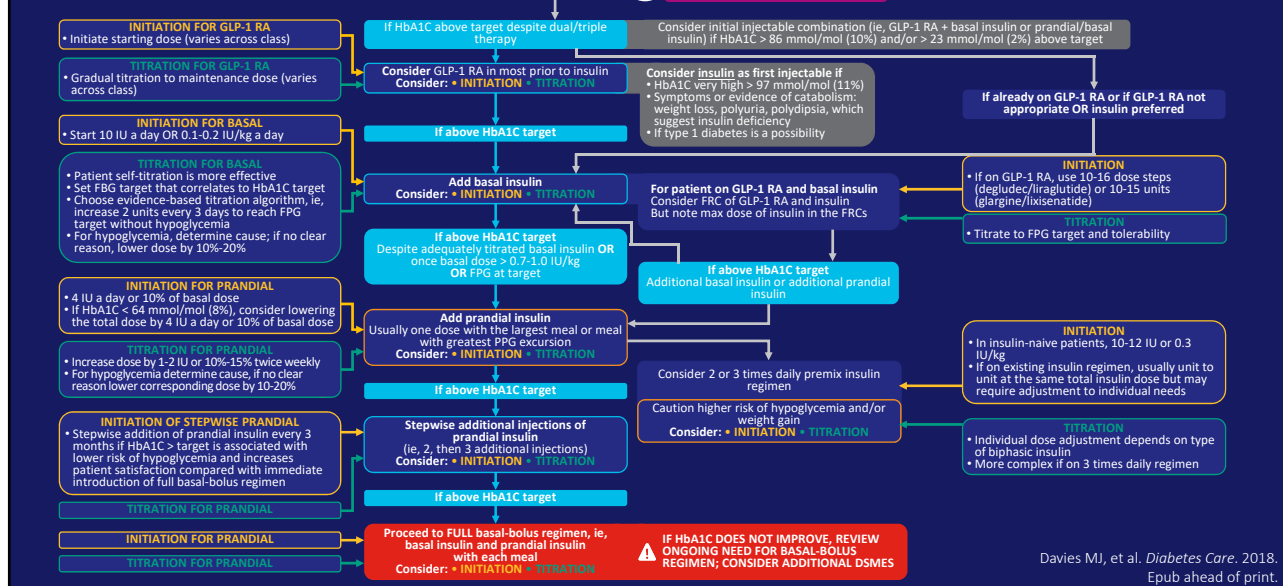 INITIATION FOR GLP-1 RA
• Initiate starting dose (varies across class)
TITRATION FOR GLP-1 RA
• Gradual titration to maintenance dose (varies
across class)
If HbA1C above target despite dual/triple
therapy
Consider initial injectable combination (ie, GLP-1 RA + basal insulin or prandial/basal
insulin) if HbA1C > 86 mmol/mol (10%) and/or > 23 mmol/mol (2%) above target
Consider GLP-1 RA in most prior to insulin
Consider: • INITIATION • TITRATION
Consider insulin as first injectable if
• HbA1C very high > 97 mmol/mol (11%)
• Symptoms or evidence of catabolism:
weight loss, polyuria, polydipsia, which
suggest insulin deficiency
• If type 1 diabetes is a possibility
If already on GLP-1 RA or if GLP-1 RA not
appropriate OR insulin preferred
INITIATION FOR BASAL
• Start 10 IU a day OR 0.1-0.2 IU/kg a day
If above HbA1C target
TITRATION FOR BASAL
• Patient self-titration is more effective
• Set FBG target that correlates to HbA1C target
• Choose evidence-based titration algorithm, ie,
increase 2 units every 3 days to reach FPG
target without hypoglycemia
• For hypoglycemia, determine cause; if no clear
reason, lower dose by 10%-20%
Add basal insulin
Consider: • INITIATION • TITRATION
For patient on GLP-1 RA and basal insulin
Consider FRC of GLP-1 RA and insulin
But note max dose of insulin in the FRCs
INITIATION
• If on GLP-1 RA, use 10-16 dose steps
(degludec/liraglutide) or 10-15 units
(glargine/lixisenatide)
TITRATION
• Titrate to FPG target and tolerability
If above HbA1C target
Despite adequately titrated basal insulin OR
once basal dose > 0.7-1.0 IU/kg
OR FPG at target
If above HbA1C target
Additional basal insulin or additional prandial
insulin
INITIATION FOR PRANDIAL
• 4 IU a day or 10% of basal dose
• If HbA1C < 64 mmol/mol (8%), consider lowering
the total dose by 4 IU a day or 10% of basal dose
Add prandial insulin
Usually one dose with the largest meal or meal
with greatest PPG excursion
Consider: • INITIATION • TITRATION
TITRATION FOR PRANDIAL
• Increase dose by 1-2 IU or 10%-15% twice weekly
• For hypoglycemia determine cause, if no clear
reason lower corresponding dose by 10-20%
Consider 2 or 3 times daily premix insulin
regimen
Caution higher risk of hypoglycemia and/or
weight gain
Consider: • INITIATION • TITRATION
INITIATION
• In insulin-naive patients, 10-12 IU or 0.3
IU/kg
• If on existing insulin regimen, usually unit to
unit at the same total insulin dose but may
require adjustment to individual needs
TITRATION
• Individual dose adjustment depends on type
of biphasic insulin
• More complex if on 3 times daily regimen
If above HbA1C target
INITIATION OF STEPWISE PRANDIAL
• Stepwise addition of prandial insulin every 3
months if HbA1C > target is associated with
lower risk of hypoglycemia and increases
patient satisfaction compared with immediate
introduction of full basal-bolus regimen
TITRATION FOR PRANDIAL
Stepwise additional injections of
prandial insulin
(ie, 2, then 3 additional injections)
Consider: • INITIATION • TITRATION
If above HbA1C target
INITIATION FOR PRANDIAL
TITRATION FOR PRANDIAL
Proceed to FULL basal-bolus regimen, ie,
basal insulin and prandial insulin
with each meal
Consider: • INITIATION • TITRATION
IF HbA1C DOES NOT IMPROVE, REVIEW
ONGOING NEED FOR BASAL-BOLUS
REGIMEN; CONSIDER ADDITIONAL DSMES
Davies MJ, et al. Diabetes Care. 2018.
Epub ahead of print.